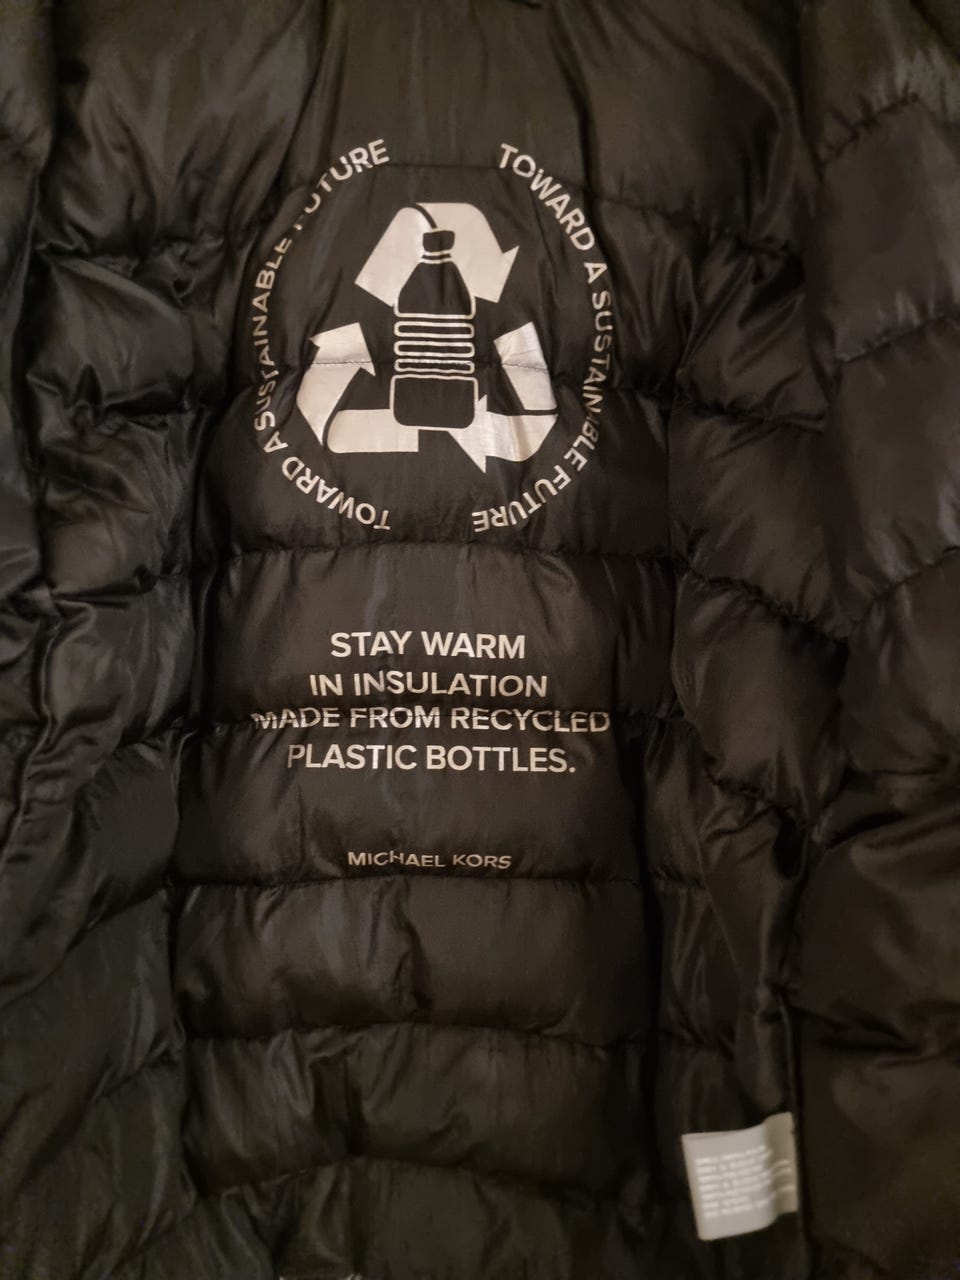 TOWARD A SUSTAINABLE FUTURE
TOWARD A SUSTAINABLE FUTURE
STAY WARM
IN INSULATION
MADE FROM RECYCLED
PLASTIC BOTTLES.
MICHAEL KORS